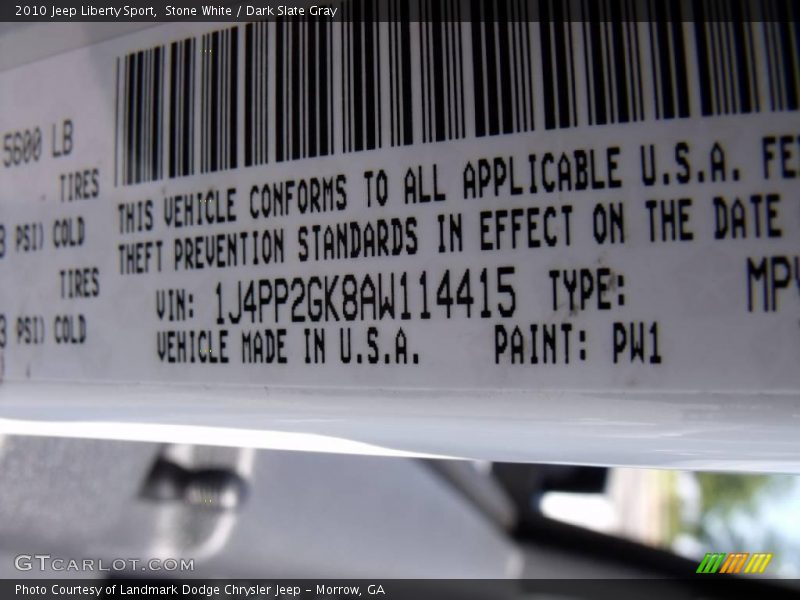 2010 Jeep Liberty Sport, Stone White / Dark Slate Gray
5600 LB
TIRES
PSI) COLD
TIRES
PSI) COLD
THIS VEHICLE CONFORMS TO ALL APPLICABLE U.S.A.
THEFT PREVENTION STANDARDS IN EFFECT ON THE DATE
VIN: 1J4PP2GK8AW114415 TYPE: MPV
VEHICLE MADE IN U.S.A. PAINT: PW1
GTCARLOT.COM
Photo Courtesy of Landmark Dodge Chrysler Jeep - Morrow, GA